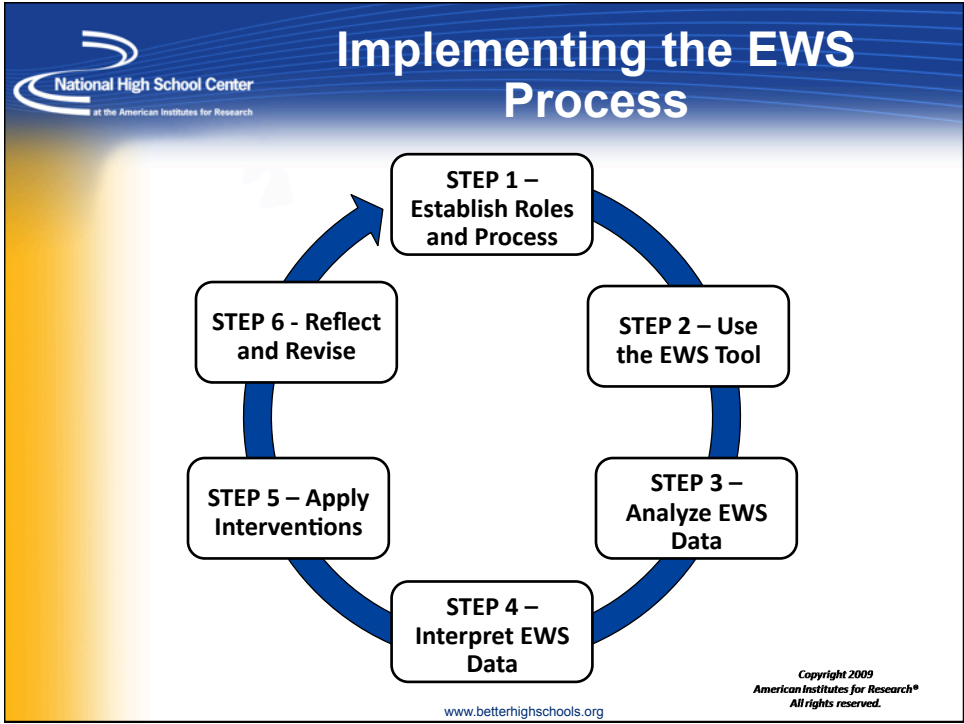 National High School Center
at the American Institutes for Research
Implementing the EWS
Process
STEP 1 –
Establish Roles
and Process
STEP 2 – Use
the EWS Tool
STEP 3 –
Analyze EWS
Data
STEP 4 –
Interpret EWS
Data
STEP 5 – Apply
Interventions
STEP 6 - Reflect
and Revise
Copyright 2009
American Institutes for Research®
All rights reserved.
www.betterhighschools.org